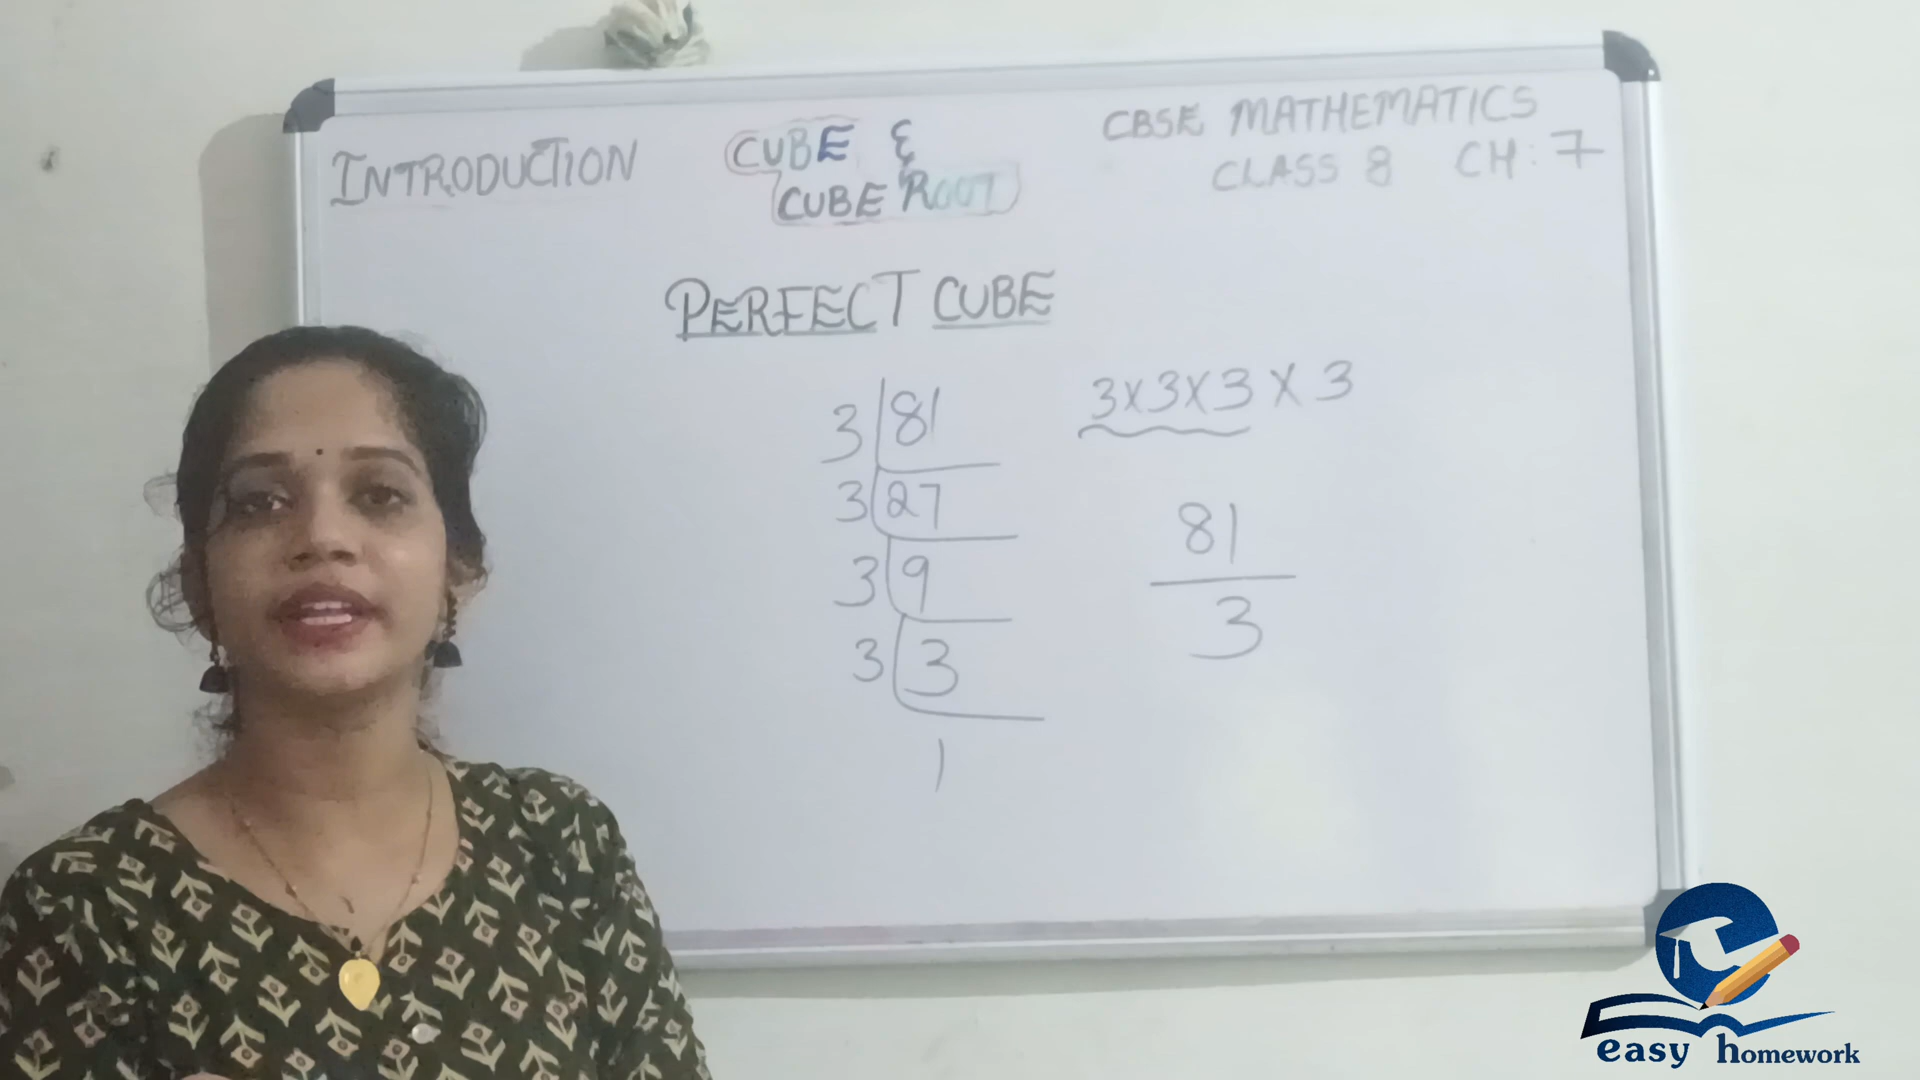 INTRODUCTION
CUBE &
CUBE ROOT
CBSE MATHEMATICS
CLASS 8 CH: 7
PERFECT CUBE
3 81
3 27
3 9
3 3
1
3x3x3 x 3
81
3
easy homework